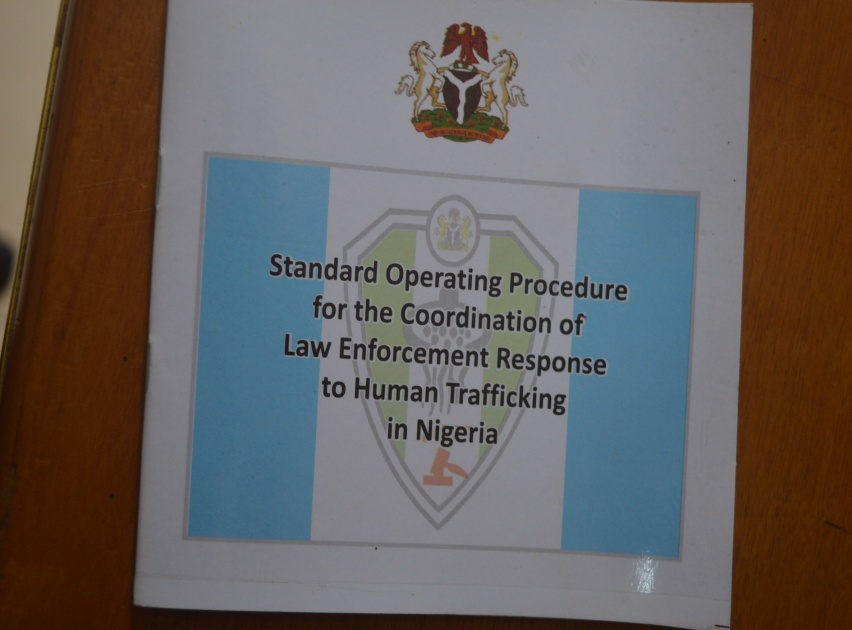 Standard Operating Procedure
for the Coordination of
Law Enforcement Response
to Human Trafficking
in Nigeria